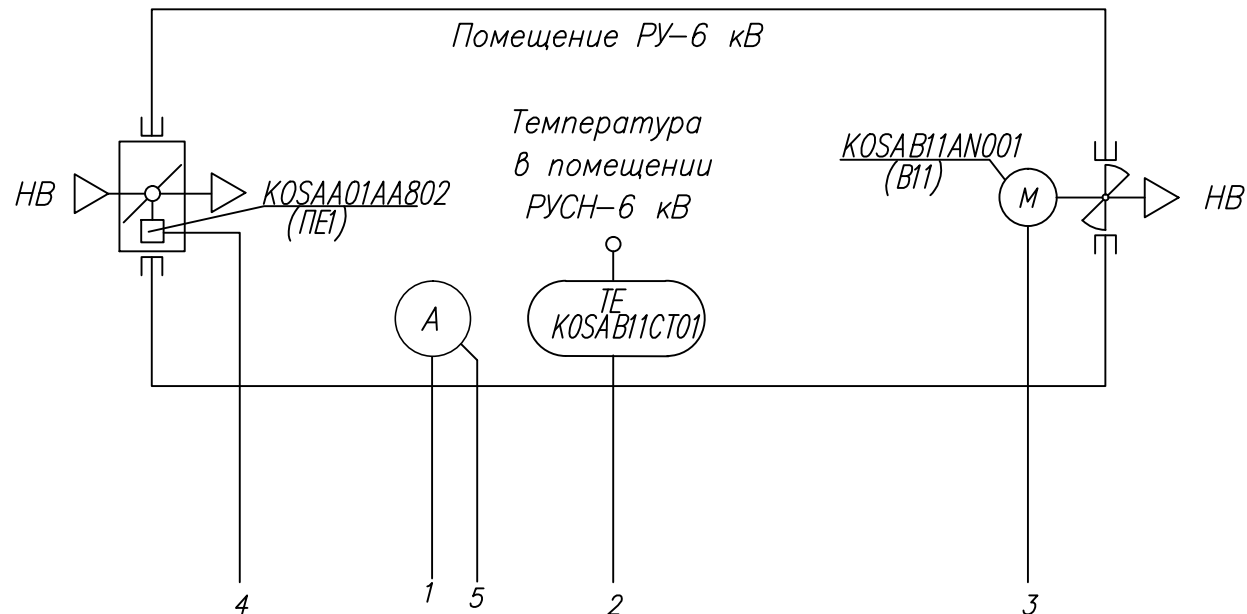 Помещение РУ-6 кВ
Температура
в помещении
РУСН-6 кВ
K0SAB11AN001
(В11)
НВ
K0SAA01AA802
(ПЕ1)
М
НВ
А
TE
K0SAB11CT01
4
1
5
2
3